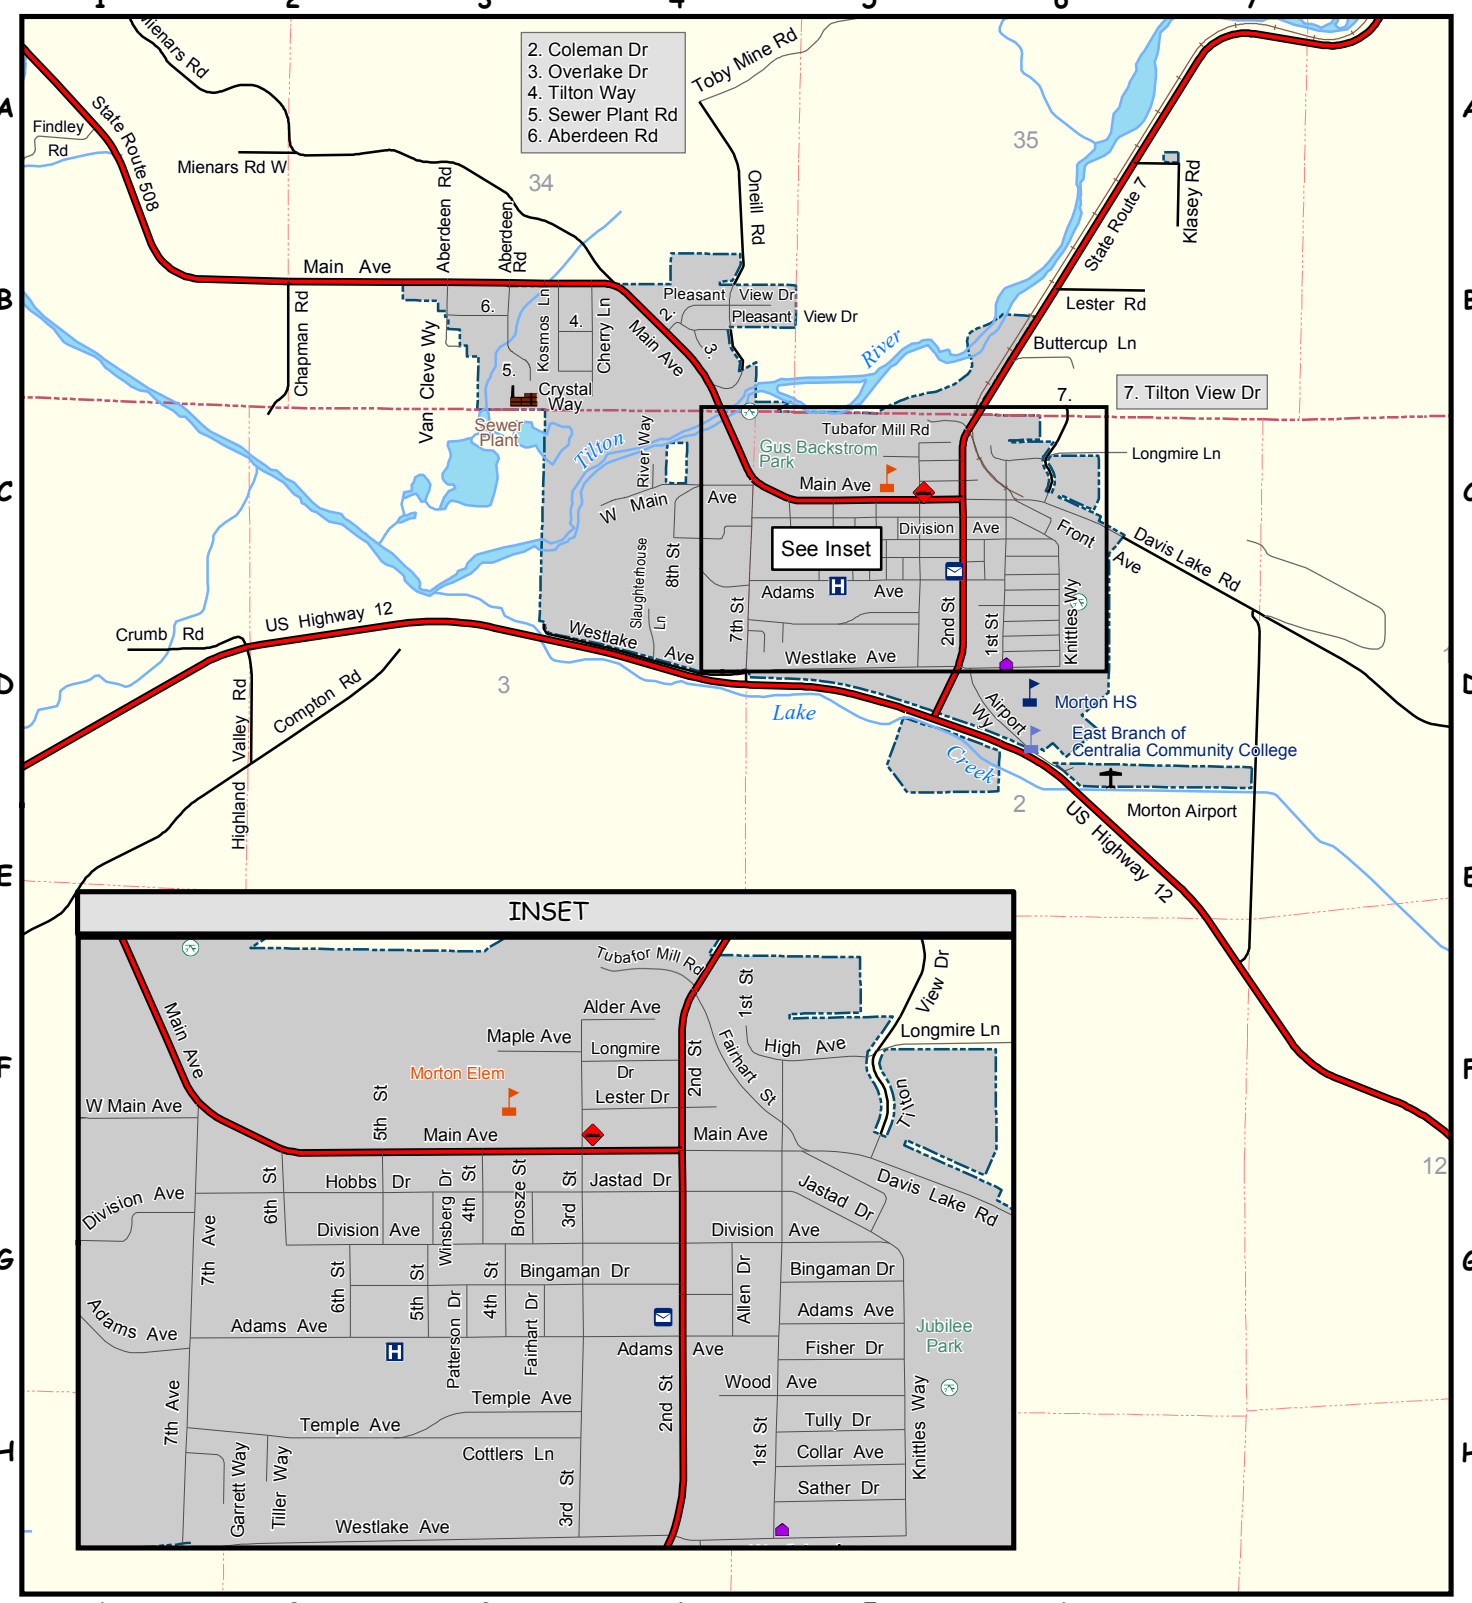 1 2 3 4 5 6 7
Mienars Rd
2. Coleman Dr
3. Overlake Dr
4. Tilton Way
5. Sewer Plant Rd
6. Aberdeen Rd
Toby Mine Rd
A
A
State Route 508
Findley
Rd
Mienars Rd W
34
35
Aberdeen Rd
Aberdeen
Rd
Oneill Rd
State Route 7
Klasey Rd
Main Ave
B
B
Chapman Rd
Van Cleve Wy
6.
Kosmos Ln
4.
Cherry Ln
5.
Main Ave
2.
3.
Pleasant View Dr
Pleasant View Dr
River
Lester Rd
Buttercup Ln
7.
7. Tilton View Dr
Crystal
Way
Sewer
Plant
Tilton
River Way
W Main Ave
Tubafor Mill Rd
Gus Backstrom
Park
Main Ave
Longmire Ln
C
C
Division Ave
Front Ave
Davis Lake Rd
See Inset
Slaughterhouse
Ln
8th St
7th St
Adams Ave
H
2nd St
1st St
Knittles Wy
Westlake Ave
Westlake Ave
US Highway 12
Crumb Rd
D
D
3
Highland Valley Rd
Compton Rd
Lake
Creek
Airport
Wy
Morton HS
East Branch of
Centralia Community College
2
Morton Airport
US Highway 12
E
E
INSET
Tubafor Mill Rd
1st St
View Dr
Main Ave
Alder Ave
Maple Ave
Longmire
Dr
2nd St
Fairhart St
High Ave
Longmire Ln
F
F
Morton Elem
Lester Dr
Tilton
W Main Ave
5th St
Main Ave
Main Ave
12
6th St
Hobbs Dr
Winsberg Dr
4th St
Brosze St
3rd St
Jastad Dr
Jastad Dr
Davis Lake Rd
Division Ave
7th Ave
Division Ave
Division Ave
G
G
6th St
5th St
4th St
Bingaman Dr
Allen Dr
Bingaman Dr
Adams Ave
Adams Ave
Patterson Dr
Fairhart Dr
Adams Ave
Jubilee
Park
H
Adams Ave
Fisher Dr
7th Ave
Temple Ave
Temple Ave
2nd St
Wood Ave
1st St
Tully Dr
Knittles Way
H
H
Garrett Way
Tiller Way
Cottlers Ln
3rd St
Collar Ave
Sather Dr
Westlake Ave